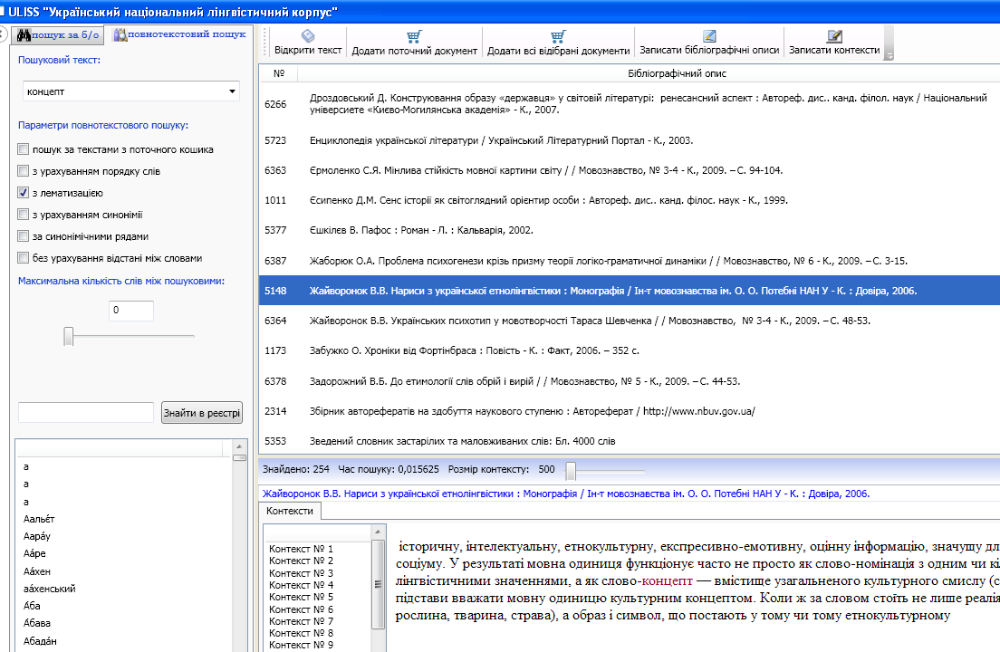 ULISS "Український національний лінгвістичний корпус"
пошук за б/о
повнотекстовий пошук
Пошуковий текст:
концепт
Параметри повнотекстового пошуку:
пошук за текстами з поточного кошика
з урахуванням порядку слів
з лематизацією
з урахуванням синонімії
за синонімічними рядами
без урахування відстані між словами
Максимальна кількість слів між пошуковими:
0
Знайти в реєстрі
а
а
а
Аальє́т
Аара́у
Аа́ре
Аа́хен
аа́хенський
Аба
Абава
Абада́н
Відкрити текст
Додати поточний документ
Додати всі відібрані документи
Записати бібліографічні описи
Записати контексти
№ Бібліографічний опис
6266 Дроздовський Д. Конструювання образу «державця» у світовій літературі: ренесансний аспект : Автореф. дис.. канд. філол. наук / Національний
університе «Києво-Могилянська академія» - К., 2007.
5723 Енциклопедія української літератури / Український Літературний Портал - К., 2003.
6363 Єрмоленко С.Я. Мінлива стійкість мовної картини світу / / Мовознавство, № 3-4 - К., 2009. – С. 94-104.
1011 Єсипенко Д.М. Сенс історії як світоглядний орієнтир особи : Автореф. дис.. канд. філос. наук - К., 1999.
5377 Єшкілєв В. Пафос : Роман - Л. : Кальварія, 2002.
6387 Жаборюк О.А. Проблема психогенези крізь призму теорії логіко-граматичної динаміки / / Мовознавство, № 6 - К., 2009. – С. 3-15.
5148 Жайворонок В.В. Нариси з української етнолінгвістики : Монографія / Ін-т мовознавства ім. О. О. Потебні НАН У - К. : Довіра, 2006.
6364 Жайворонок В.В. Українських психотип у мовотворчості Тараса Шевченка / / Мовознавство, № 3-4 - К., 2009. – С. 48-53.
1173 Забужко О. Хроніки від Фортінбраса : Повість - К. : Факт, 2006. – 352 с.
6378 Задорожний В.Б. До етимології слів обрій і вирій / / Мовознавство, № 5 - К., 2009. – С. 44-53.
2314 Збірник авторефератів на здобуття наукового ступеню : Автореферат / http://www.nbuv.gov.ua/
5353 Зведений словник застарілих та маловживаних слів: Бл. 4000 слів
Знайдено: 254 Час пошуку: 0,015625 Розмір контексту: 500
Жайворонок В.В. Нариси з української етнолінгвістики : Монографія / Ін-т мовознавства ім. О. О. Потебні НАН У - К. : Довіра, 2006.
Контексти
Контекст № 1
Контекст № 2
Контекст № 3
Контекст № 4
Контекст № 5
Контекст № 6
Контекст № 7
Контекст № 8
Контекст № 9
історичну, інтелектуальну, етнокультурну, експресивно-емотивну, оцінну інформацію, значущу дл
соціуму. У результаті мовна одиниця функціонує часто не просто як слово-номінація з одним чи кі
лінгвістичними значеннями, а як слово-концепт — вмістище узагальненого культурного смислу (с
підстави вважати мовну одиницю культурним концептом. Коли ж за словом стоїть не лише реалія
рослина, тварина, страва), а образ і символ, що постають у тому чи тому етнокультурному